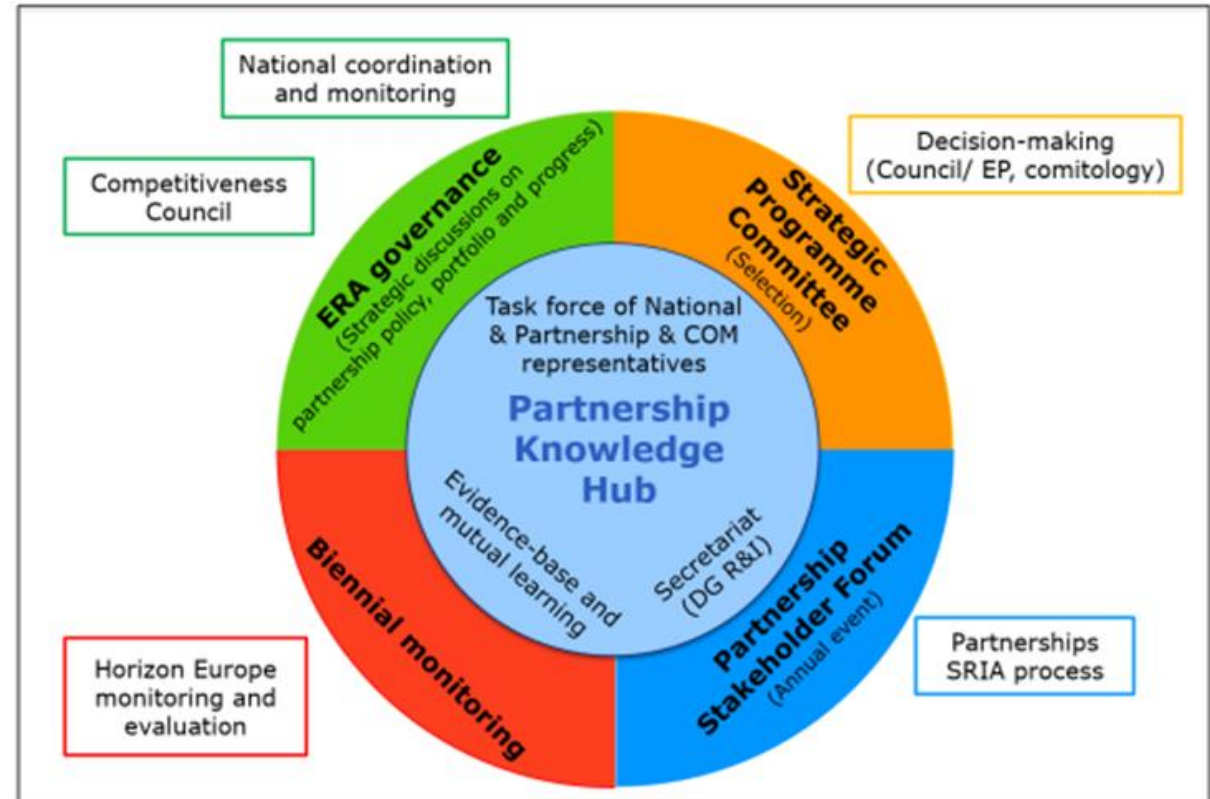 National coordination
and monitoring
Competitiveness
Council
Decision-making
(Council/ EP, comitology)
ERA governance
(Strategic discussions on
partnership policy, portfolio and progress)
Strategic
Programme
Committee
(Selection)
Task force of National
& Partnership & COM
representatives
Partnership
Knowledge
Hub
Evidence-base and
mutual learning
Secretariat
(DG R&I)
Biennial monitoring
Partnership
Stakeholder Forum
(Annual event)
Horizon Europe
monitoring and
evaluation
Partnerships
SRIA process